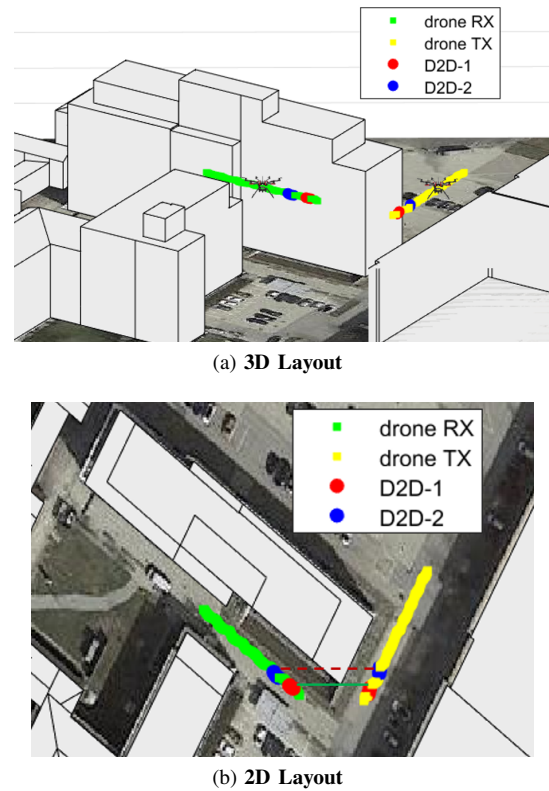 drone RX
drone TX
D2D-1
D2D-2
(a) 3D Layout
drone RX
drone TX
D2D-1
D2D-2
(b) 2D Layout